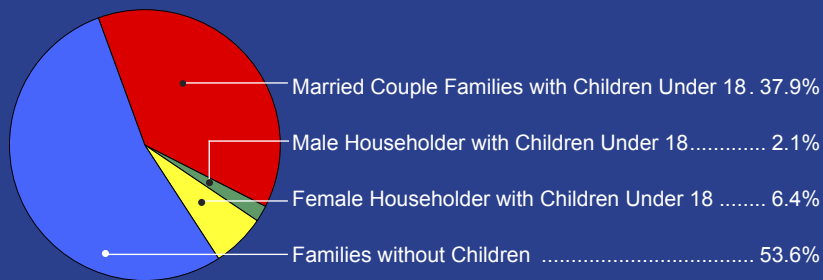 Married Couple Families with Children Under 18. 37.9%
Male Householder with Children Under 18............. 2.1%
Female Householder with Children Under 18 ........ 6.4%
Families without Children .................................... 53.6%